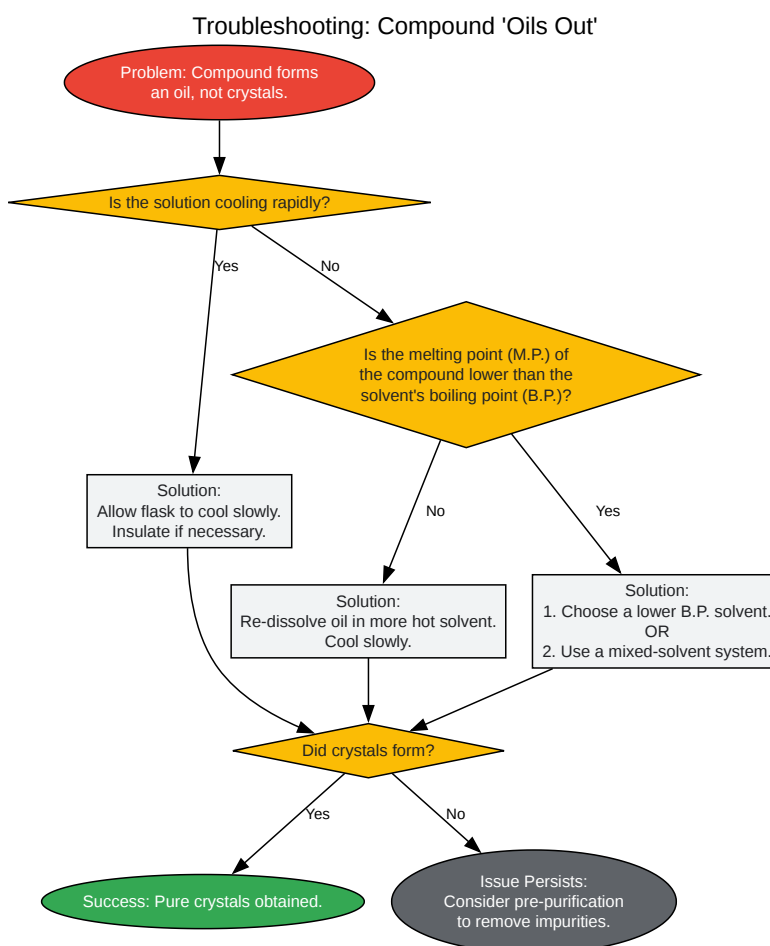 Troubleshooting: Compound 'Oils Out'
Problem: Compound forms
an oil, not crystals.
Is the solution cooling rapidly?
Yes
No
Is the melting point (M.P.) of
the compound lower than the
solvent's boiling point (B.P.)?
Solution:
Allow flask to cool slowly.
Insulate if necessary.
No
Yes
Solution:
Re-dissolve oil in more hot solvent.
Cool slowly.
Solution:
1. Choose a lower B.P. solvent.
OR
2. Use a mixed-solvent system.
Did crystals form?
Yes
No
Success: Pure crystals obtained.
Issue Persists:
Consider pre-purification
to remove impurities.